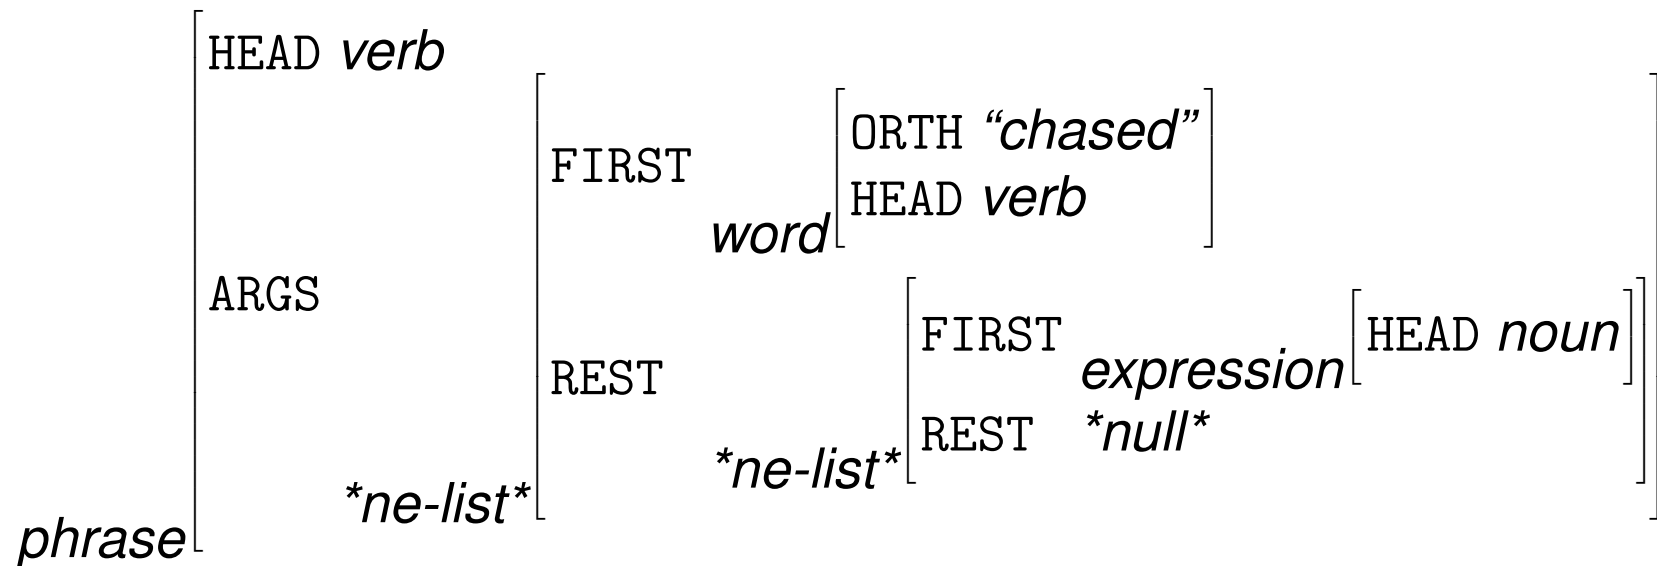 HEAD verb
ORTH “chased”
FIRST
HEAD verb
word
ARGS
FIRST expression HEAD noun
REST
REST *null*
*ne-list*
*ne-list*
phrase